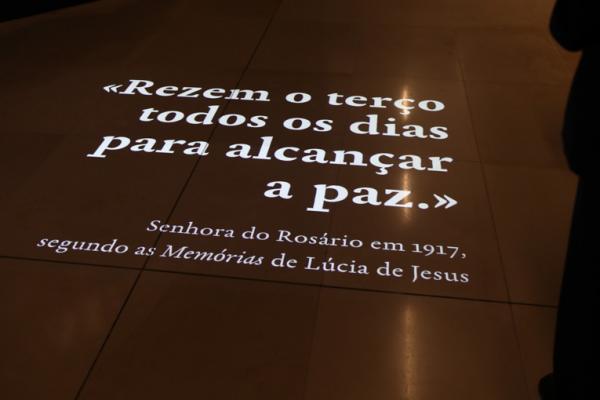 «Rezem o terço
todos os dias
para alcançar
a paz.»
Senhora do Rosário em 1917,
segundo as Memórias de Lúcia de Jesus